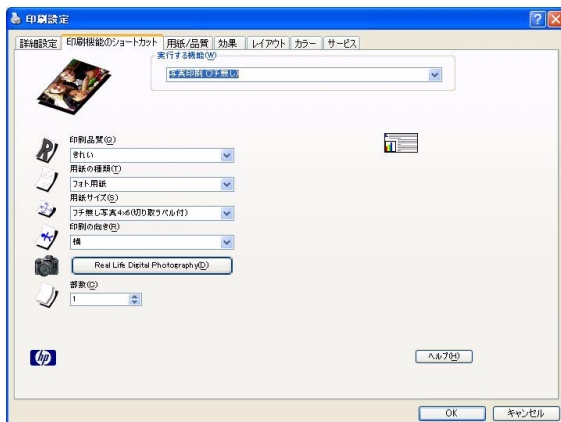 印刷設定
詳細設定 印刷機能のショートカット 用紙/品質 効果 レイアウト カラー サービス
実行する機能(W)
写真印刷 (フチ無し)
印刷品質(Q)
きれい
用紙の種類(T)
フォト用紙
用紙サイズ(S)
フチ無し写真4x6(切り取りラベル付)
印刷の向き(R)
横
Real Life Digital Photography(D)
部数(O)
1
hp
ヘルプ(H)
OK キャンセル